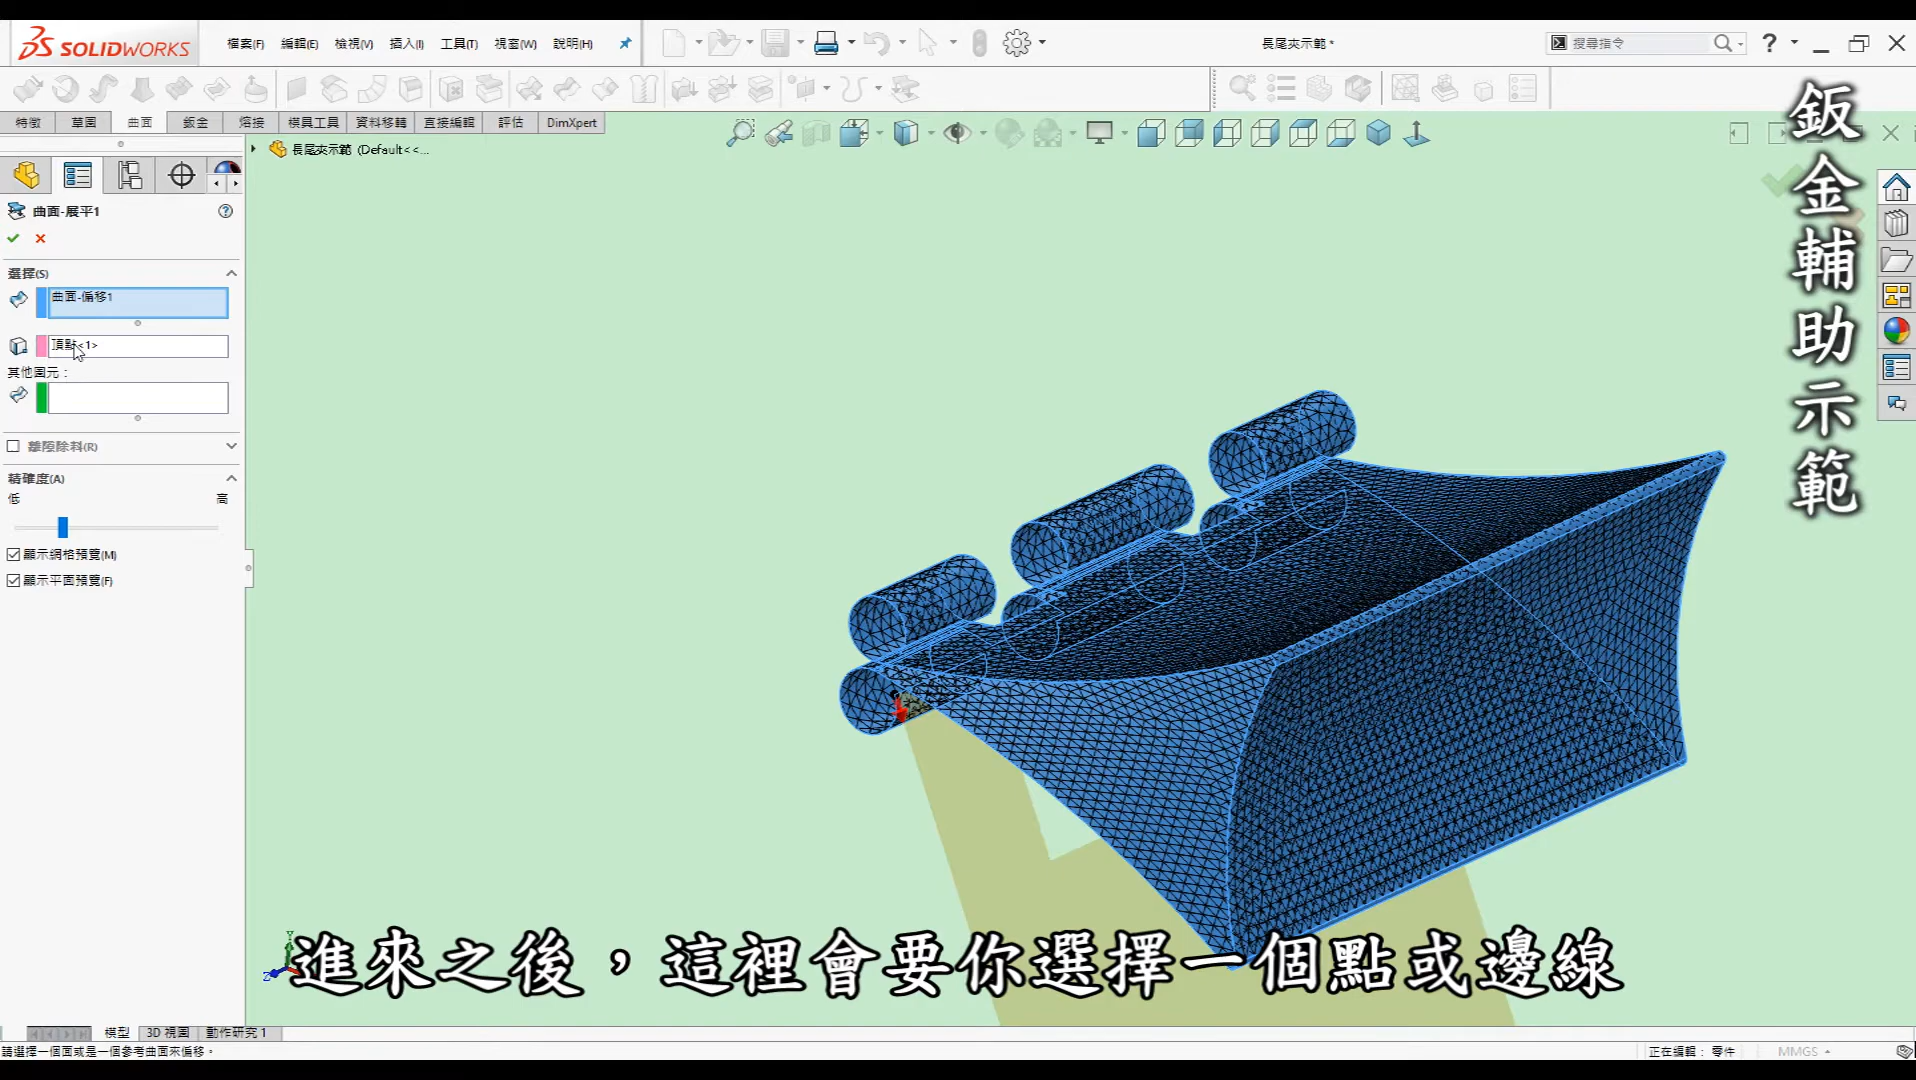 SOLIDWORKS
檔案(F) 編輯(E) 檢視(V) 插入(I) 工具(T) 視窗(W) 說明(H)
長尾夾示範 *
搜尋指令
特徵 草圖 曲面 鈑金 熔接 模具工具 資料移轉 直接編輯 評估 DimXpert
長尾夾示範 (Default<<...
曲面-展平1
選擇(S)
曲面-偏移1
頂點<1>
其他圖元：
離隙除料(R)
精確度(A)
低 高
顯示網格預覽(M)
顯示平面預覽(F)
鈑金輔助示範
進來之後，這裡會要你選擇一個點或邊線
Y
Z
模型 3D 視圖 動作研究 1
請選擇一個面或是一個參考曲面來偏移。
正在編輯： 零件
MMGS